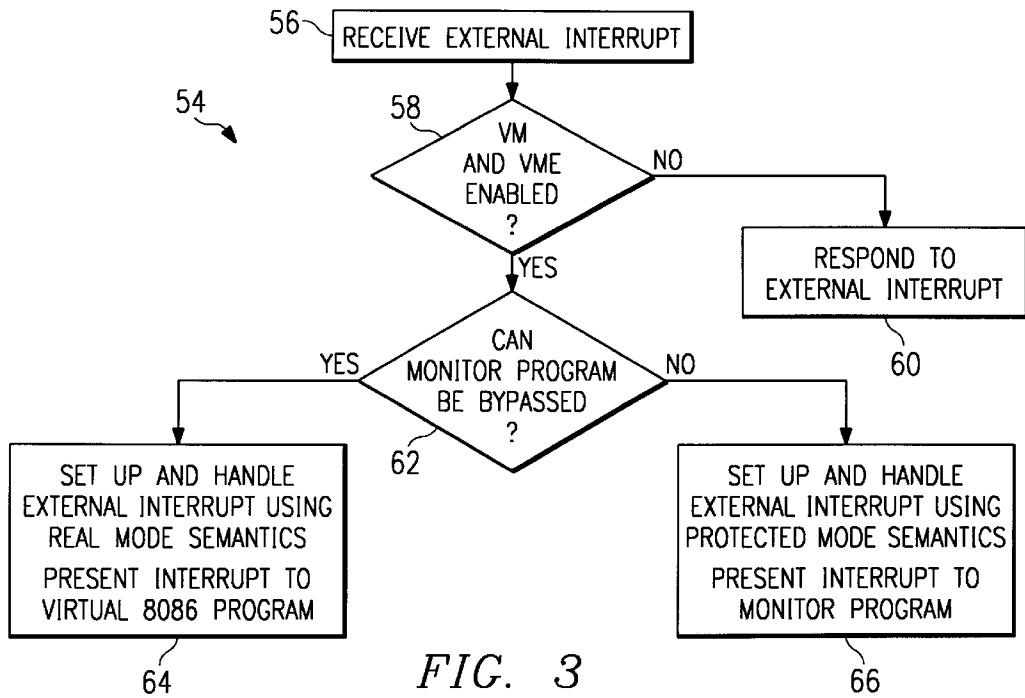 56
RECEIVE EXTERNAL INTERRUPT
54
58
VM
AND VME
ENABLED
?
NO
YES
RESPOND TO
EXTERNAL INTERRUPT
60
CAN
MONITOR PROGRAM
BE BYPASSED
?
YES
NO
62
SET UP AND HANDLE
EXTERNAL INTERRUPT USING
REAL MODE SEMANTICS
PRESENT INTERRUPT TO
VIRTUAL 8086 PROGRAM
64
SET UP AND HANDLE
EXTERNAL INTERRUPT USING
PROTECTED MODE SEMANTICS
PRESENT INTERRUPT TO
MONITOR PROGRAM
66
FIG. 3